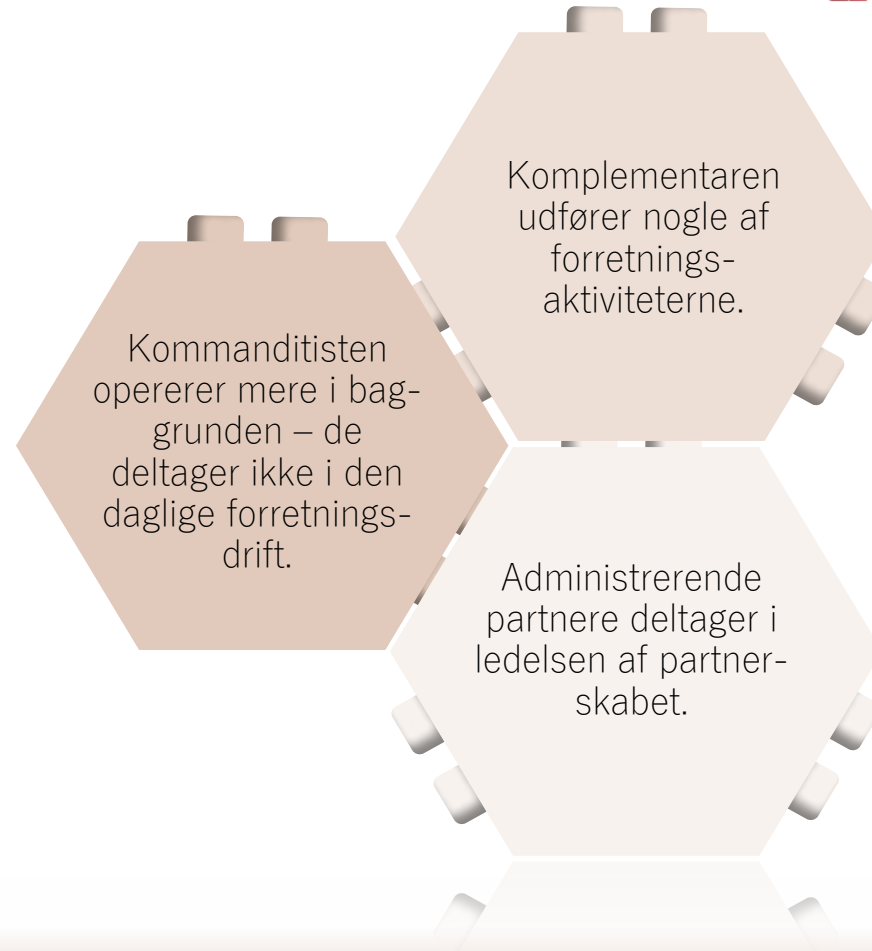 Komplementaren
udfører nogle af
forretnings-
aktiviteterne.
Kommanditisten
opererer mere i bag-
grunden – de
deltager ikke i den
daglige forretnings-
drift.
Administrerende
partnere deltager i
ledelsen af partner-
skabet.